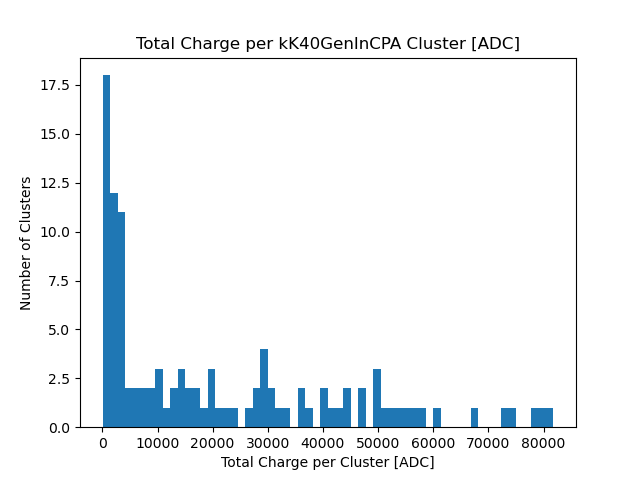 Total Charge per kK40GenInCPA Cluster [ADC]
17.5
15.0
12.5
10.0
7.5
5.0
2.5
0.0
Number of Clusters
0 10000 20000 30000 40000 50000 60000 70000 80000
Total Charge per Cluster [ADC]